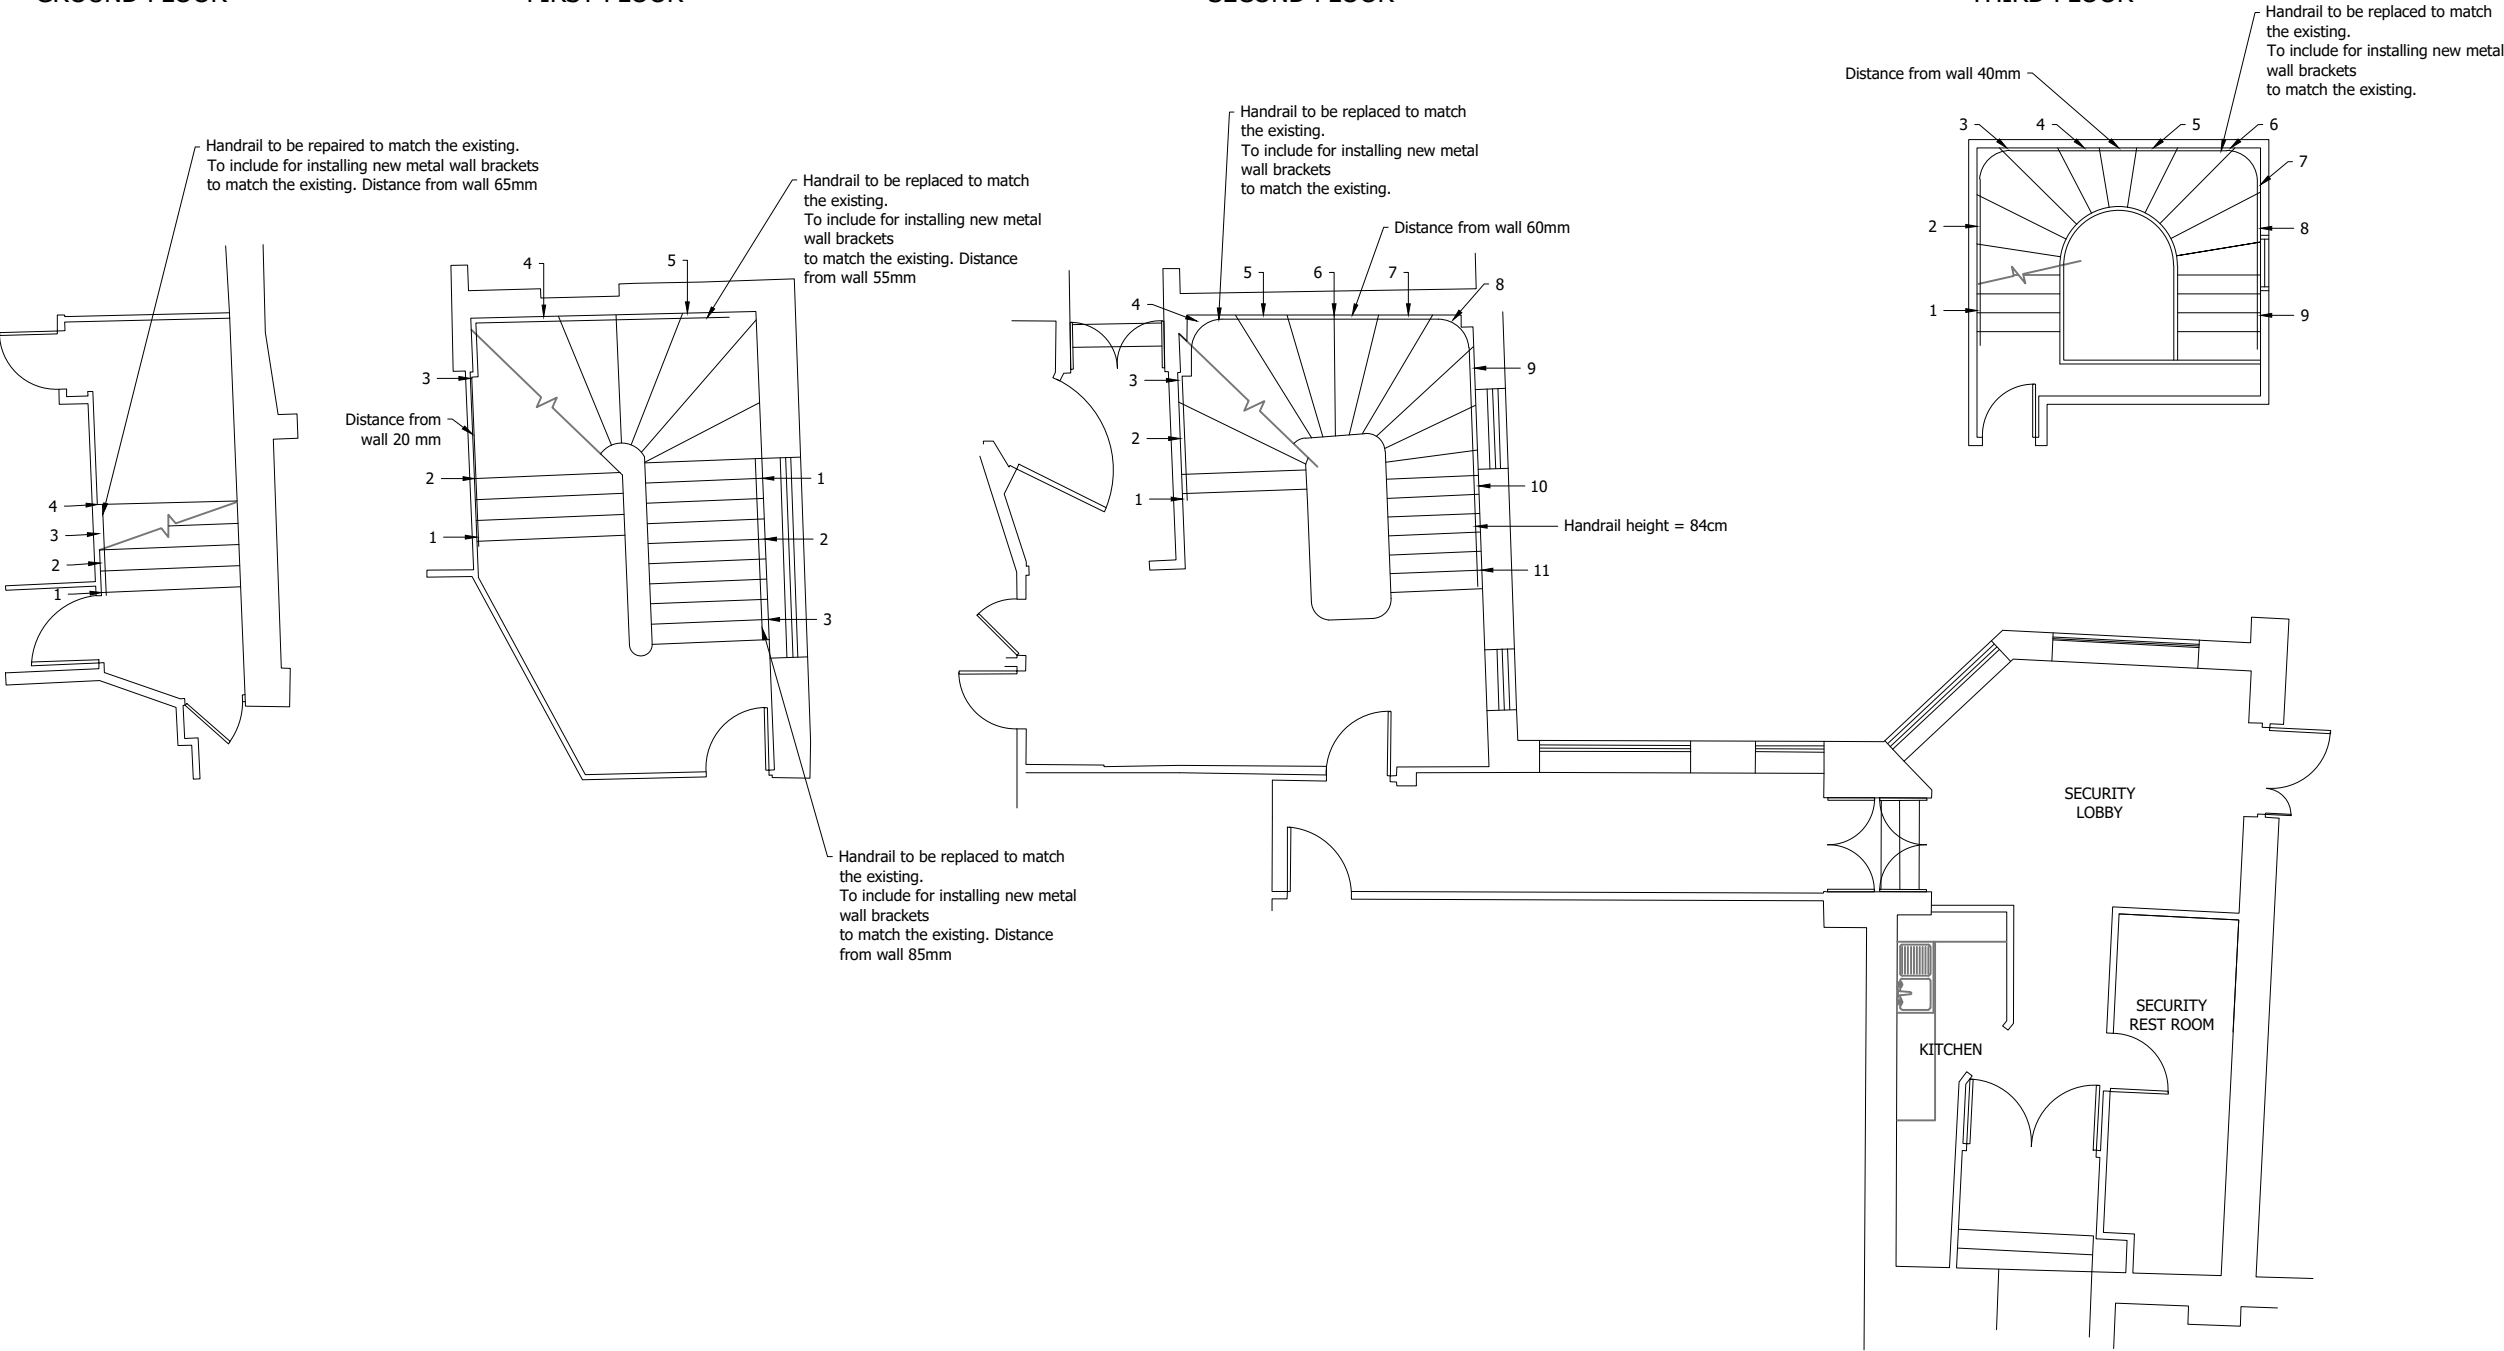 GROUND FLOOR
FIRST FLOOR
SECOND FLOOR
THIRD FLOOR
Handrail to be repaired to match the existing.
To include for installing new metal wall brackets
to match the existing. Distance from wall 65mm
4
3
2
1
Handrail to be replaced to match
the existing.
To include for installing new metal
wall brackets
to match the existing. Distance
from wall 55mm
4
5
3
Distance from
wall 20 mm
2
1
1
2
3
Handrail to be replaced to match
the existing.
To include for installing new metal
wall brackets
to match the existing. Distance
from wall 85mm
Handrail to be replaced to match
the existing.
To include for installing new metal
wall brackets
to match the existing.
Distance from wall 60mm
5
6
7
8
4
3
2
1
9
10
Handrail height = 84cm
11
Handrail to be replaced to match
the existing.
To include for installing new metal
wall brackets
to match the existing.
Distance from wall 40mm
3
4
5
6
7
2
8
1
9
SECURITY
LOBBY
SECURITY
REST ROOM
KITCHEN